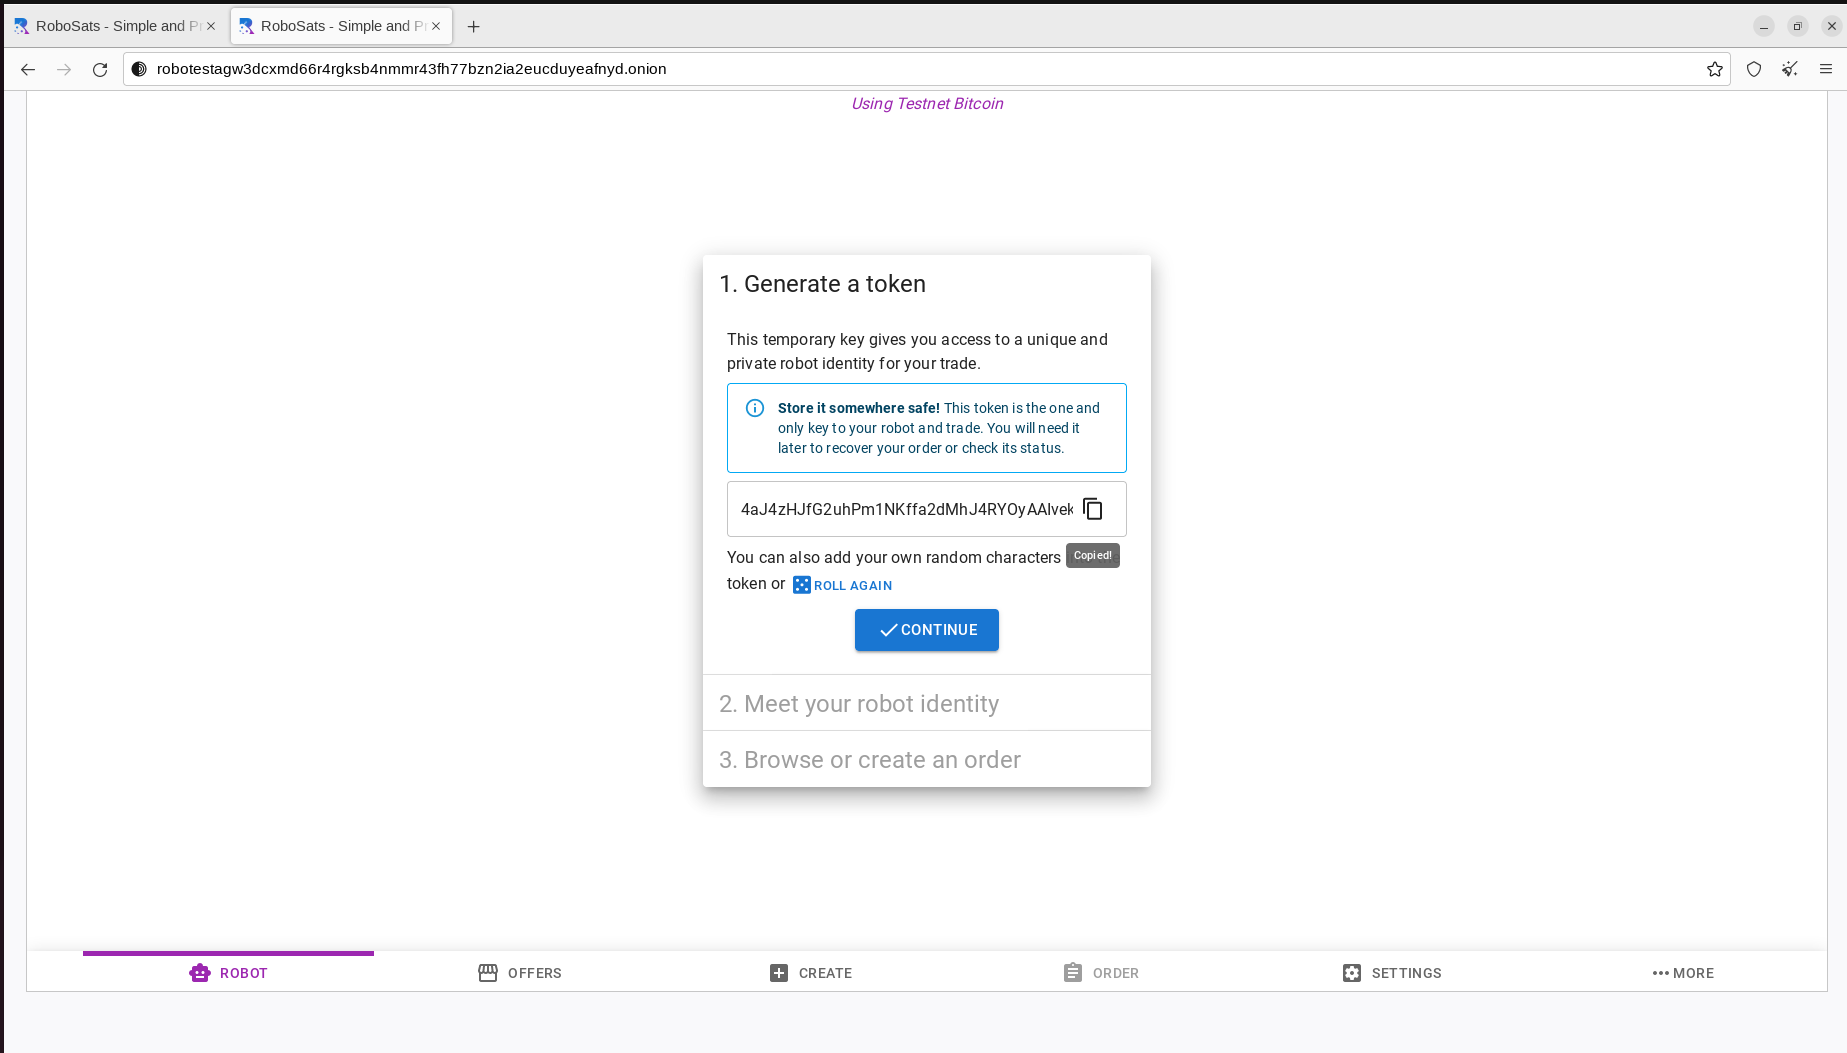 RoboSats - Simple and Pr
RoboSats - Simple and Pr
robotestagw3dcxmd66r4rgksb4nmmr43fh77bzn2ia2eucduyeafnyd.onion
Using Testnet Bitcoin
1. Generate a token
This temporary key gives you access to a unique and
private robot identity for your trade.
Store it somewhere safe! This token is the one and
only key to your robot and trade. You will need it
later to recover your order or check its status.
4aJ4zHJfG2uhPm1NKffa2dMhJ4RYOyAAIvek
Copied!
You can also add your own random characters
token or ROLL AGAIN
CONTINUE
2. Meet your robot identity
3. Browse or create an order
ROBOT OFFERS CREATE ORDER SETTINGS MORE